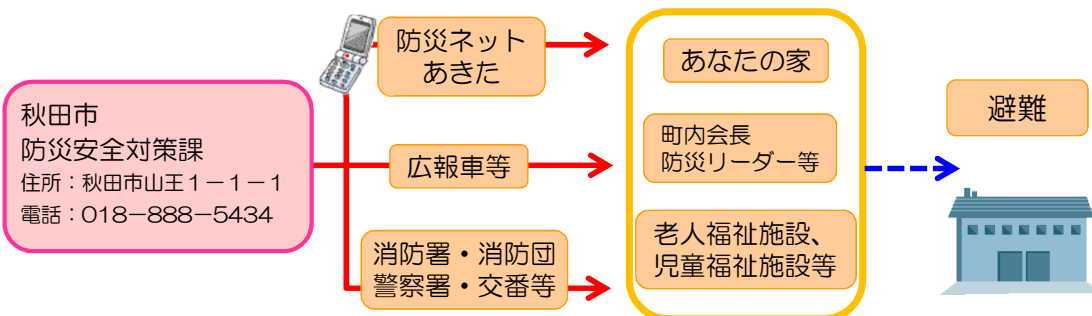 秋田市
防災安全対策課
住所：秋田市山王１－１－１
電話：018－888－5434
防災ネット
あきた
広報車等
消防署・消防団
警察署・交番等
あなたの家
町内会長
防災リーダー等
老人福祉施設、
児童福祉施設等
避難